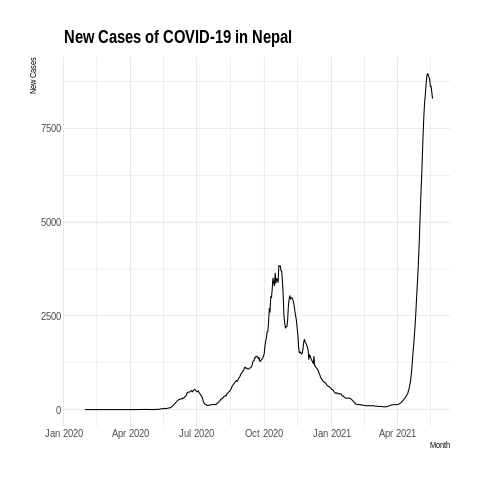 New Cases of COVID-19 in Nepal
New Cases
7500
5000
2500
0
Jan 2020 Apr 2020 Jul 2020 Oct 2020 Jan 2021 Apr 2021
Month